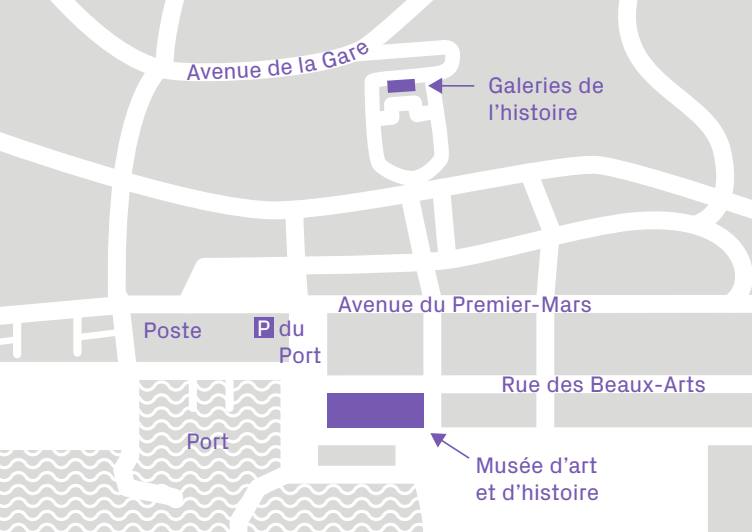 Avenue de la Gare
Galeries de
l’histoire
Avenue du Premier-Mars
Poste
P du
Port
Rue des Beaux-Arts
Port
Musée d’art
et d’histoire